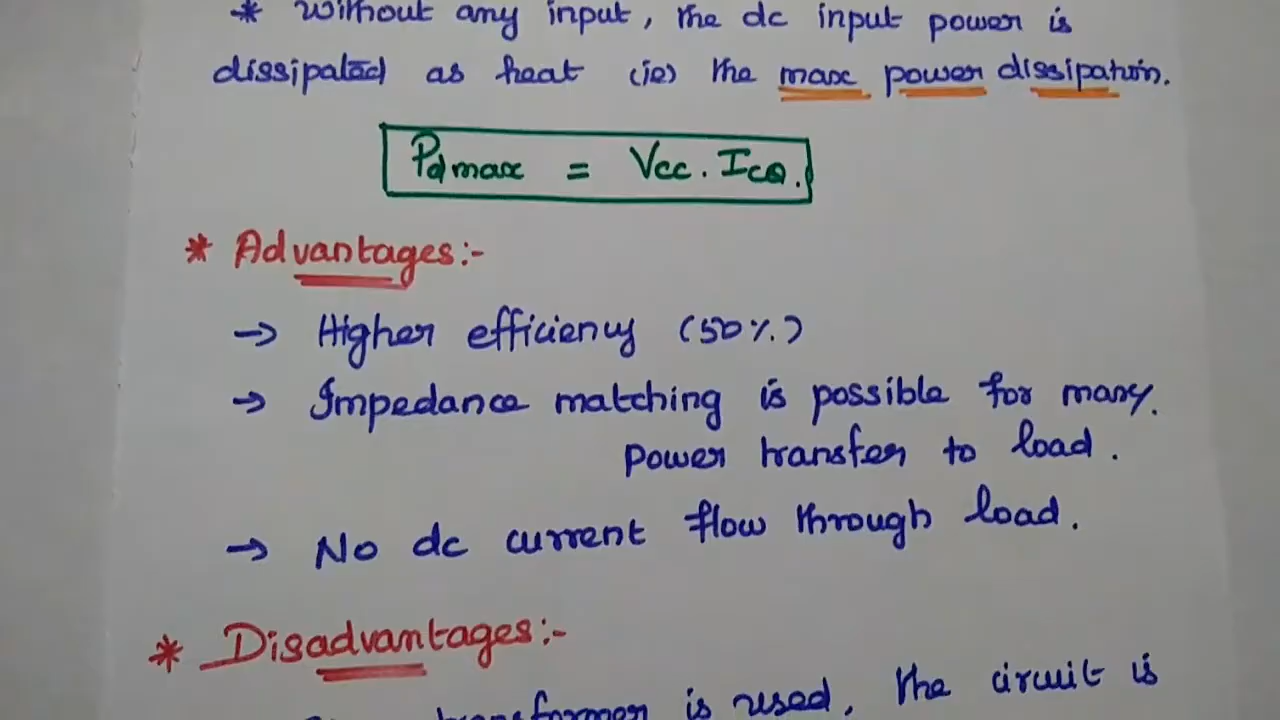 * without any input, the dc input power is
dissipated as heat (ie) the max power dissipation.
Pdmax = Vcc. ICQ.
* Advantages:-
→ Higher efficiency (50%)
→ Impedance matching is possible for many.
power transfer to load.
→ No dc current flow through load.
* Disadvantages:-
transformer is used, the circuit is